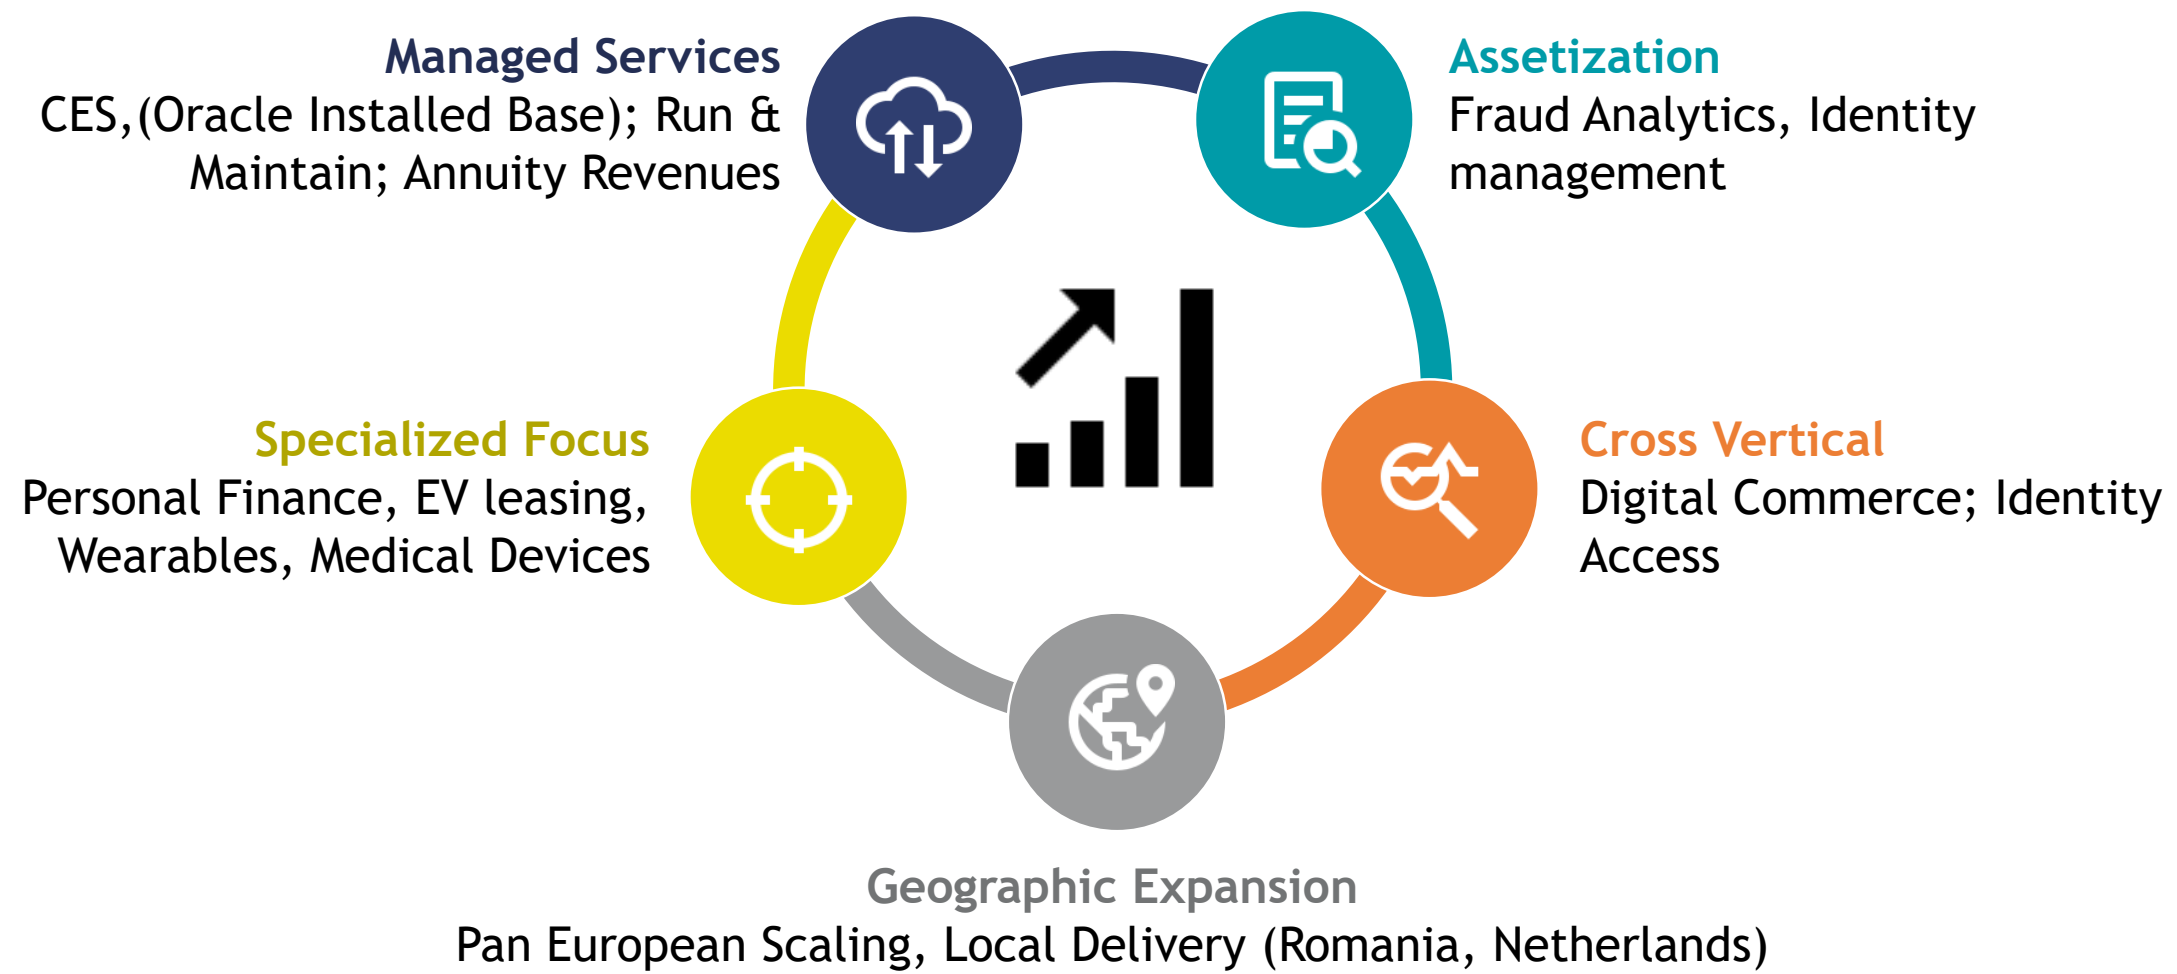 Managed Services
CES,(Oracle Installed Base); Run &
Maintain; Annuity Revenues
Assetization
Fraud Analytics, Identity
management
Specialized Focus
Personal Finance, EV leasing,
Wearables, Medical Devices
Cross Vertical
Digital Commerce; Identity
Access
Geographic Expansion
Pan European Scaling, Local Delivery (Romania, Netherlands)